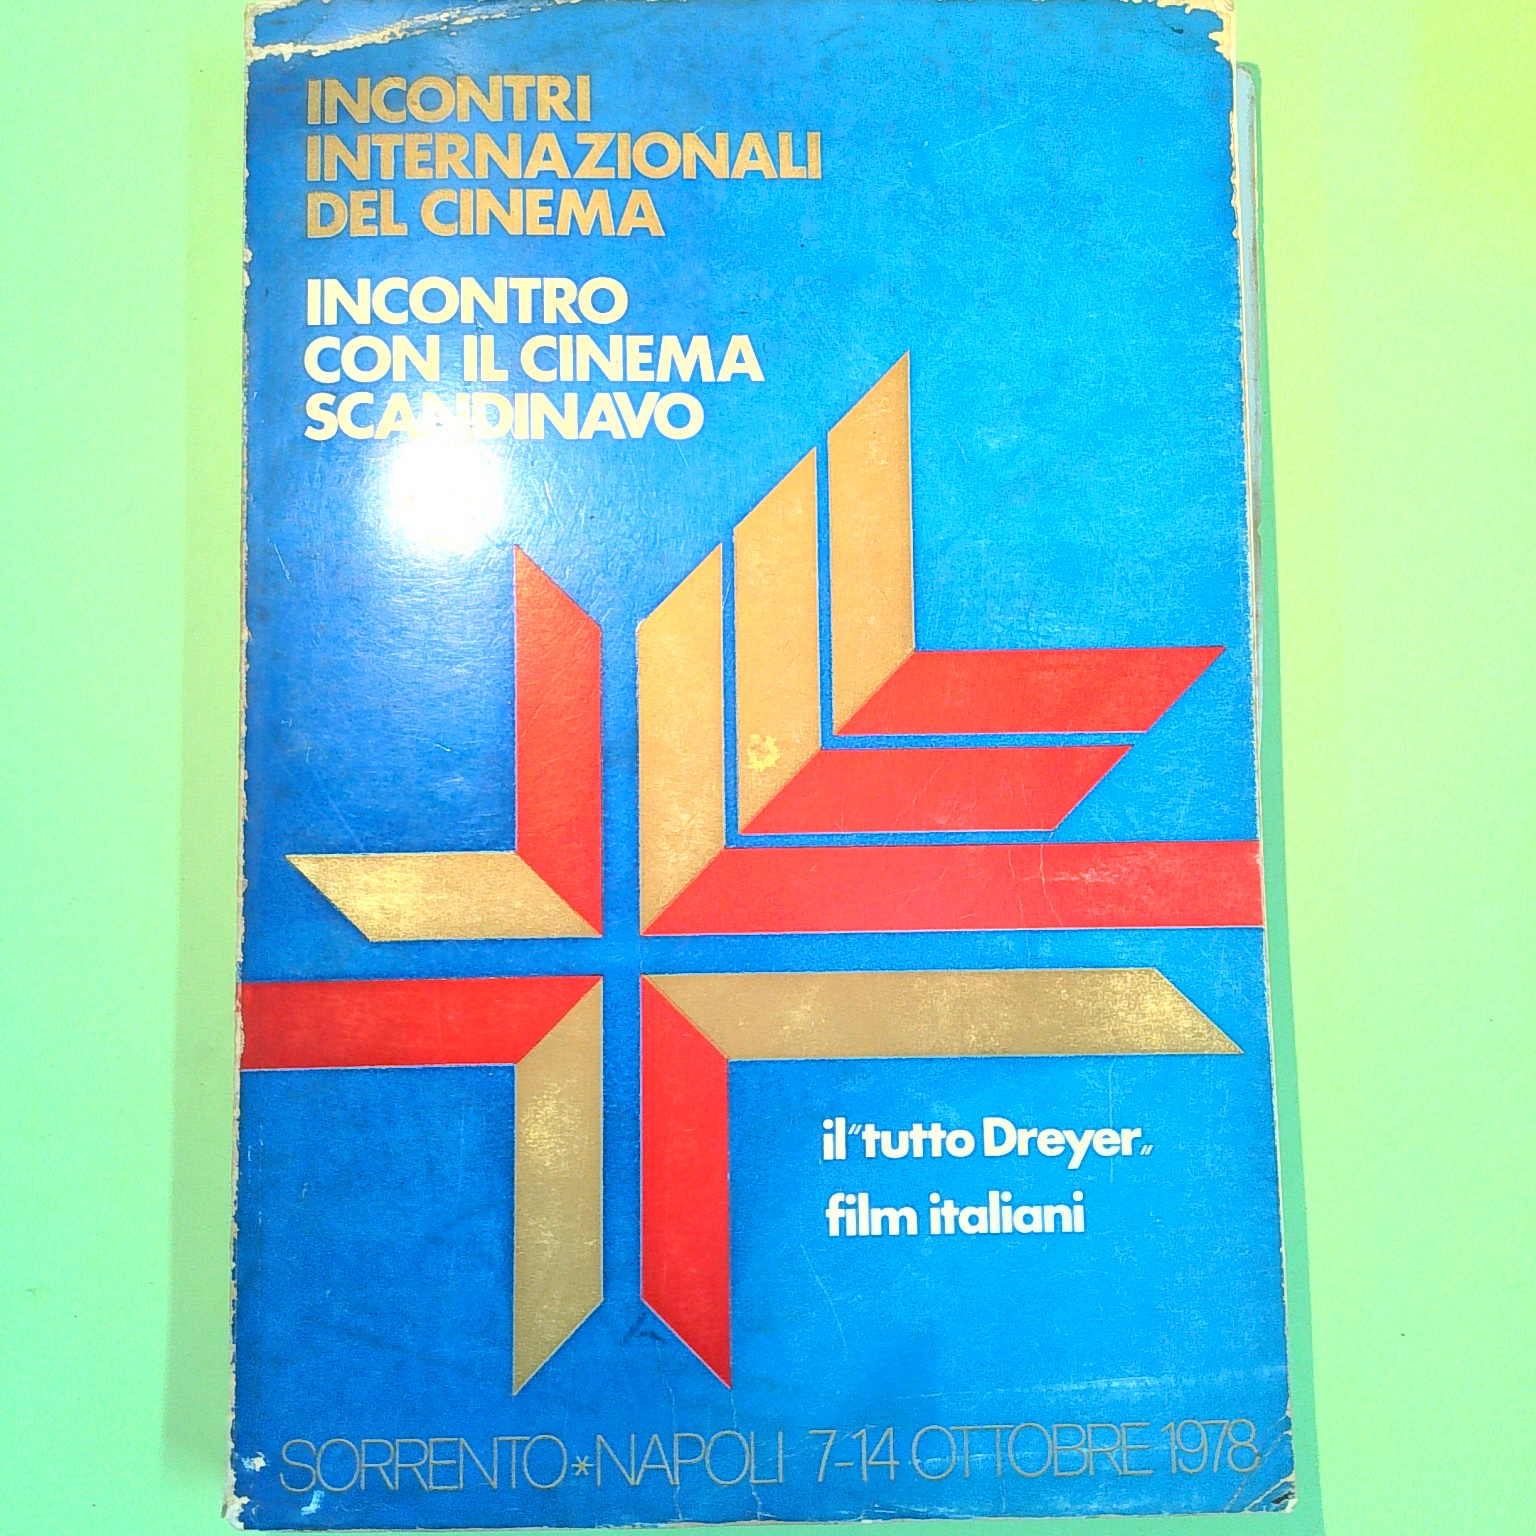 INCONTRI
INTERNAZIONALI
DEL CINEMA
INCONTRO
CON IL CINEMA
SCANDINAVO
il "tutto Dreyer"
film italiani
SORRENTO*NAPOLI 7-14 OTTOBRE 1978